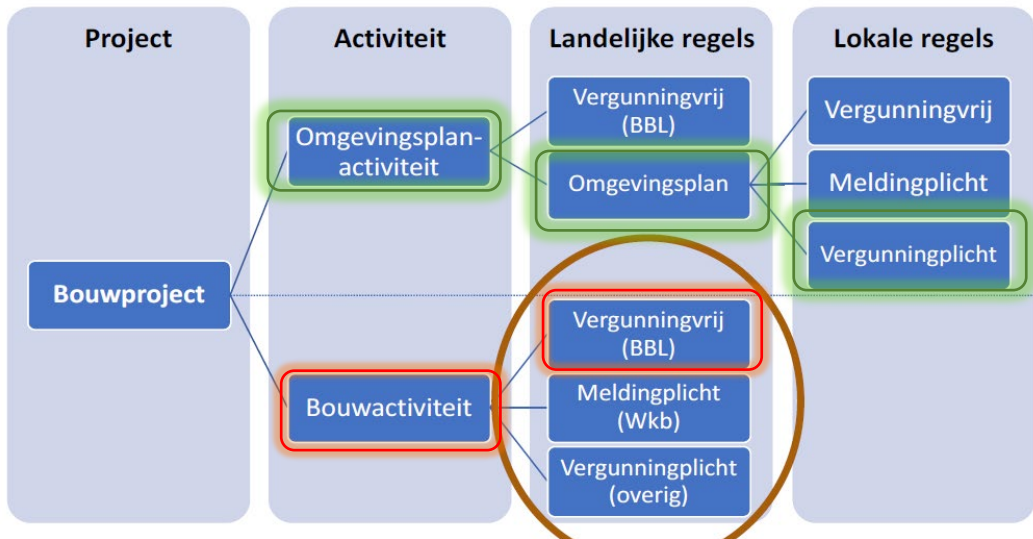 Project
Activiteit
Landelijke regels
Lokale regels
Bouwproject
Omgevingsplan-
activiteit
Bouwactiviteit
Vergunningvrij
(BBL)
Omgevingsplan
Vergunningvrij
(BBL)
Meldingplicht
(Wkb)
Vergunningplicht
(overig)
Vergunningvrij
Meldingplicht
Vergunningplicht